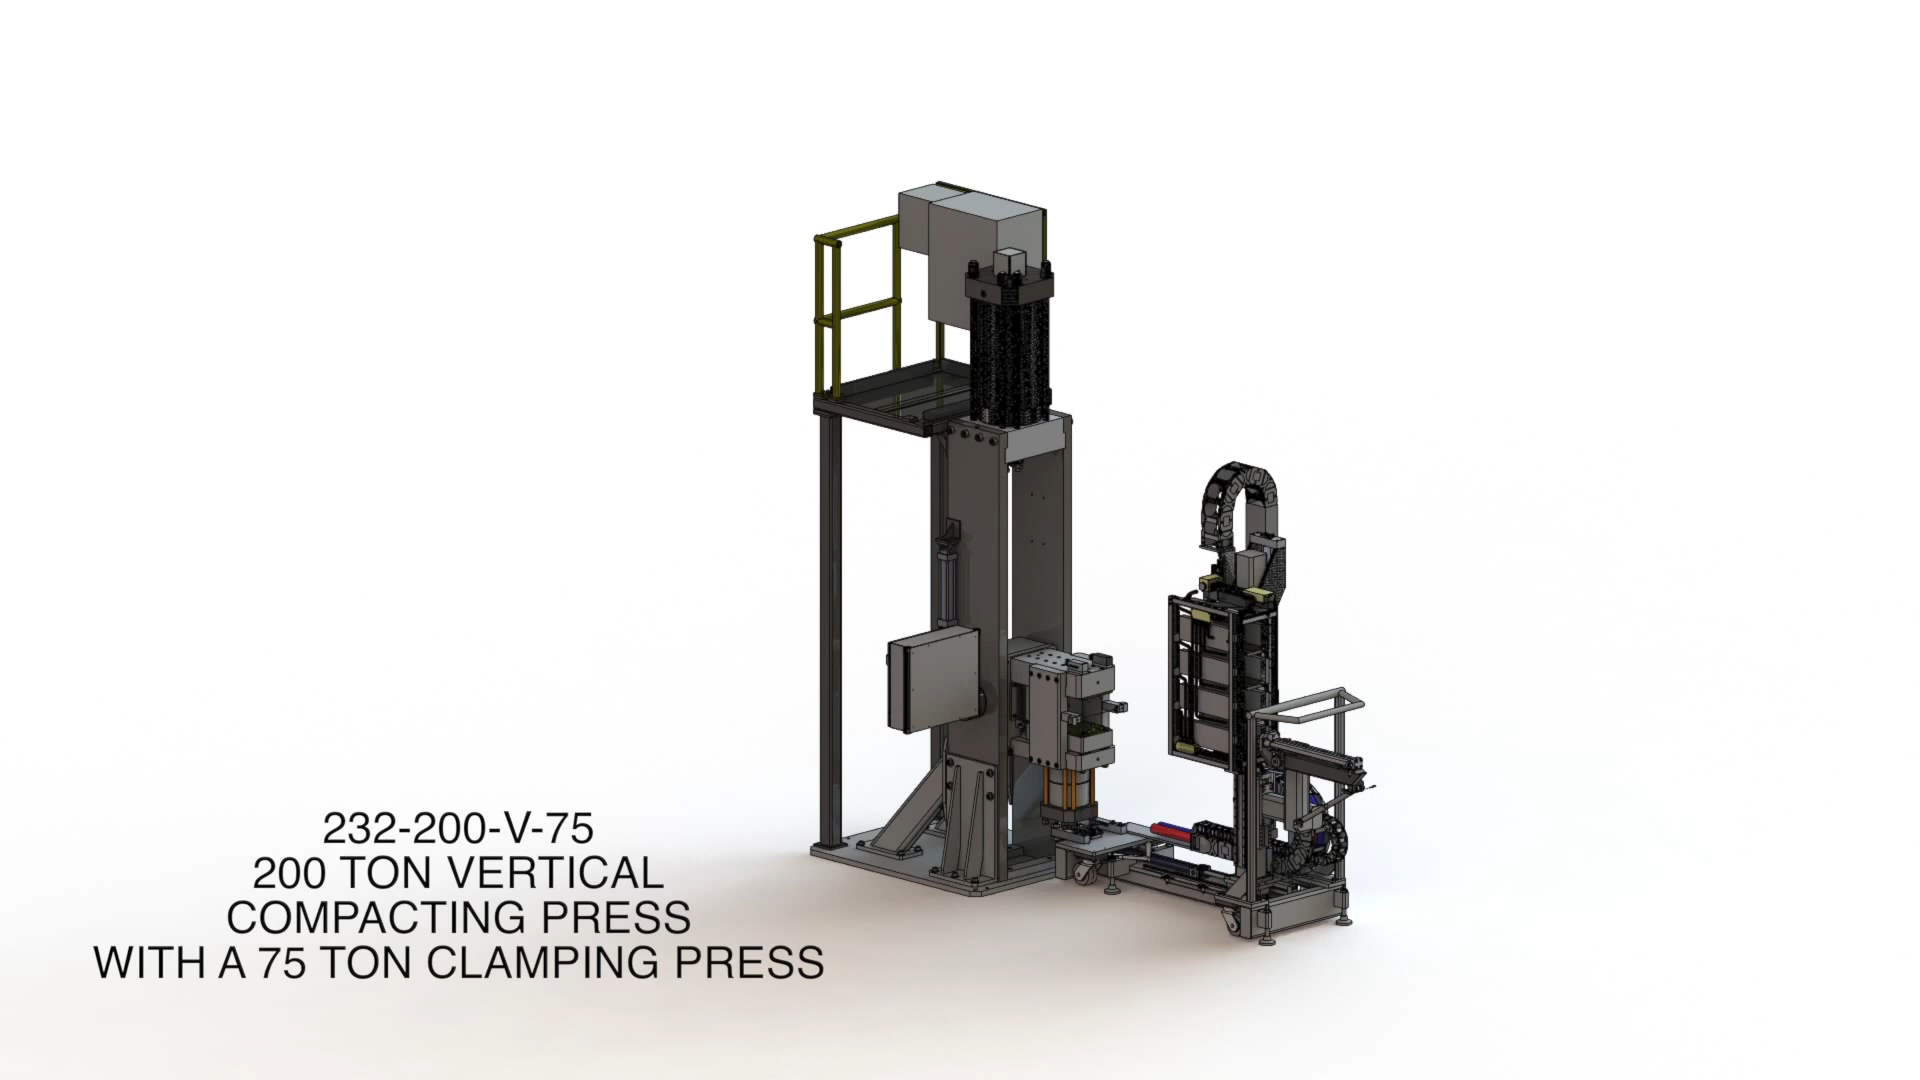 232-200-V-75
200 TON VERTICAL
COMPACTING PRESS
WITH A 75 TON CLAMPING PRESS